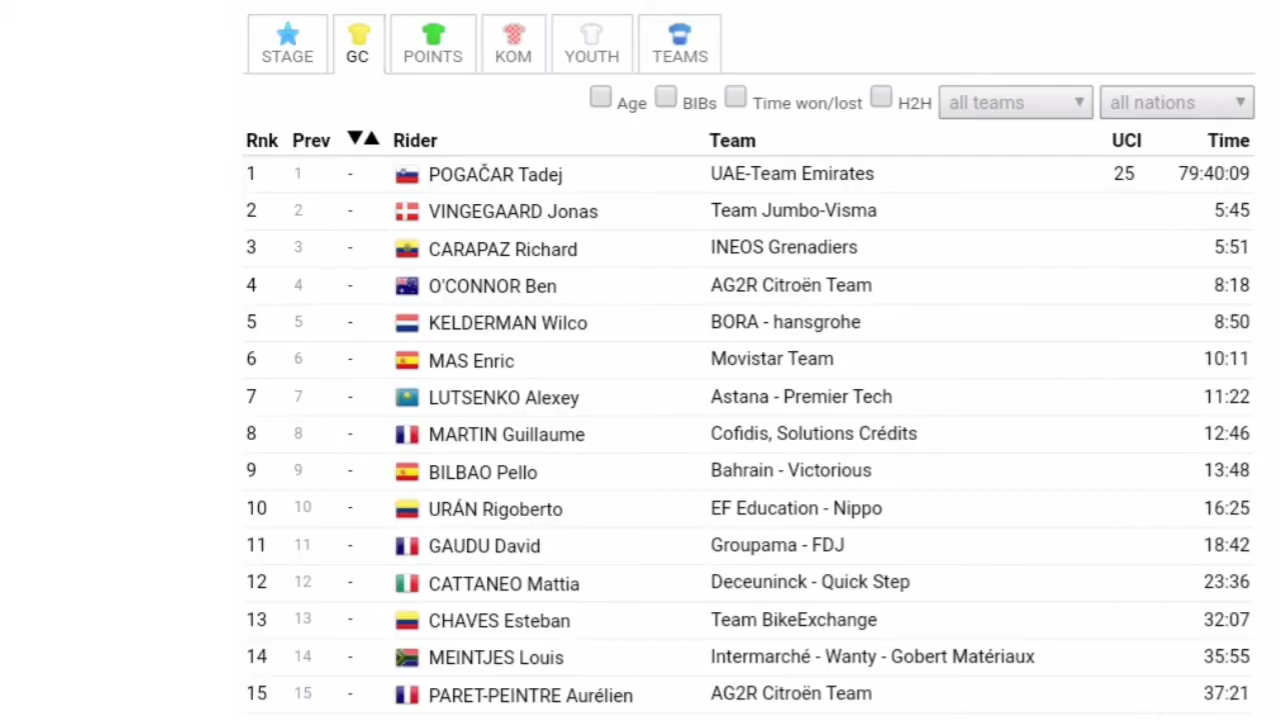 STAGE GC POINTS KOM YOUTH TEAMS
Age BIBs Time won/lost H2H all teams ▼ all nations ▼
Rnk Prev ▼▲ Rider Team UCI Time
1 1 - POGAČAR Tadej UAE-Team Emirates 25 79:40:09
2 2 - VINGEGAARD Jonas Team Jumbo-Visma 5:45
3 3 - CARAPAZ Richard INEOS Grenadiers 5:51
4 4 - O'CONNOR Ben AG2R Citroën Team 8:18
5 5 - KELDERMAN Wilco BORA - hansgrohe 8:50
6 6 - MAS Enric Movistar Team 10:11
7 7 - LUTSENKO Alexey Astana - Premier Tech 11:22
8 8 - MARTIN Guillaume Cofidis, Solutions Crédits 12:46
9 9 - BILBAO Pello Bahrain - Victorious 13:48
10 10 - URÁN Rigoberto EF Education - Nippo 16:25
11 11 - GAUDU David Groupama - FDJ 18:42
12 12 - CATTANEO Mattia Deceuninck - Quick Step 23:36
13 13 - CHAVES Esteban Team BikeExchange 32:07
14 14 - MEINTJES Louis Intermarché - Wanty - Gobert Matériaux 35:55
15 15 - PARET-PEINTRE Aurélien AG2R Citroën Team 37:21